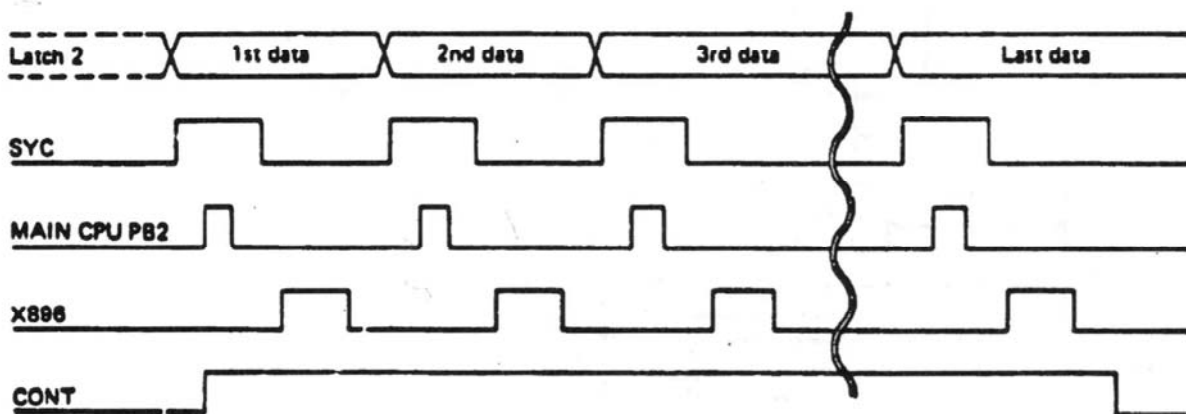 Latch 2 1st data 2nd data 3rd data Last data
SYC
MAIN CPU PB2
X896
CONT